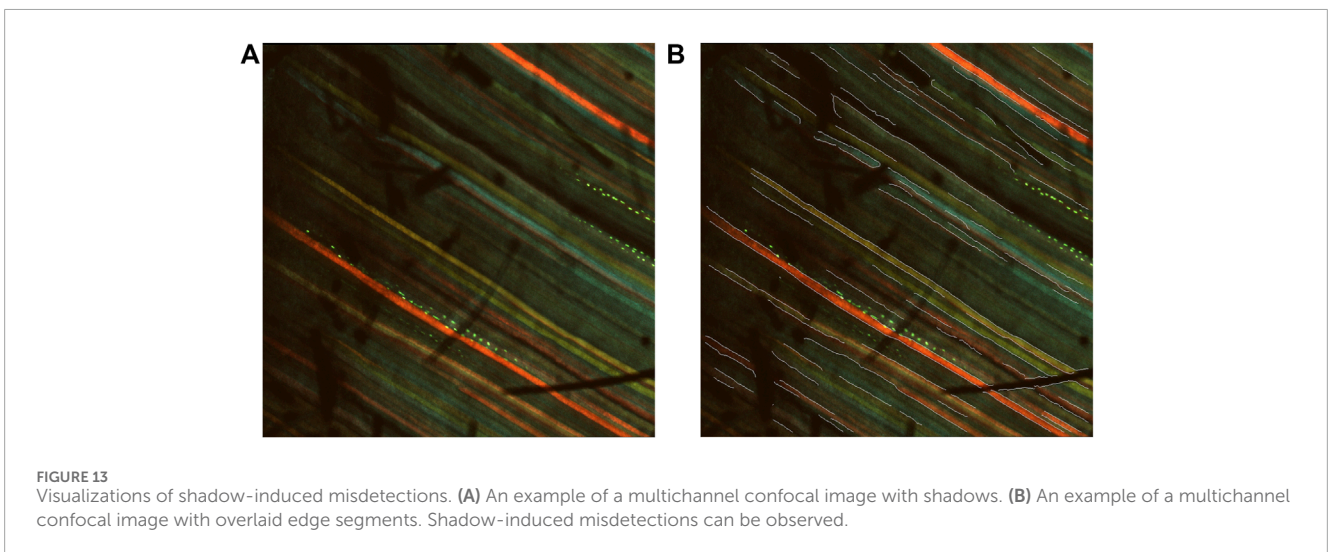 A
B
FIGURE 13
Visualizations of shadow-induced misdetections. (A) An example of a multichannel confocal image with shadows. (B) An example of a multichannel
confocal image with overlaid edge segments. Shadow-induced misdetections can be observed.